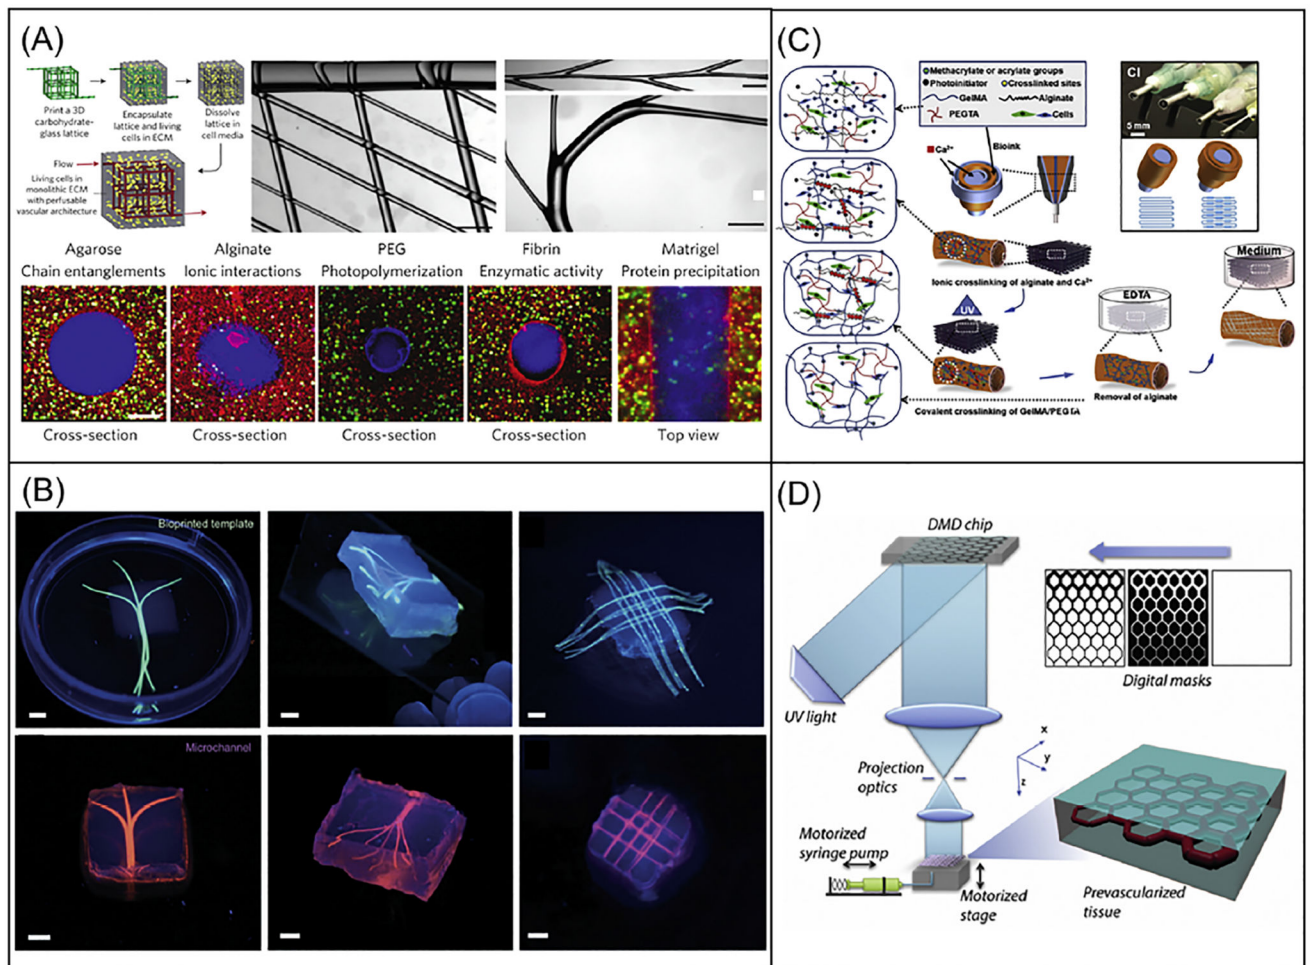 (A)
Print a 3D
carbohydrate-
glass lattice
Encapsulate
lattice and living
cells in ECM
Dissolve
lattice in
cell media
Flow
Living cells in
monolithic ECM
with perfusable
vascular architecture
Agarose
Chain entanglements
Alginate
Ionic interactions
PEG
Photopolymerization
Fibrin
Enzymatic activity
Matrigel
Protein precipitation
Cross-section
Cross-section
Cross-section
Cross-section
Top view
(B)
Bioprinted template
Microchannel
(C)
Methacrylate or acrylate groups
Photoinitiator
Crosslinked sites
GelMA
Alginate
PEGTA
Cells
Ca²⁺
Bioink
CI
5 mm
Ionic crosslinking of alginate and Ca²⁺
UV
Covalent crosslinking of GelMA/PEGTA
EDTA
Removal of alginate
Medium
(D)
DMD chip
UV light
Digital masks
Projection
optics
x
y
z
Motorized
syringe pump
Motorized
stage
Prevascularized
tissue